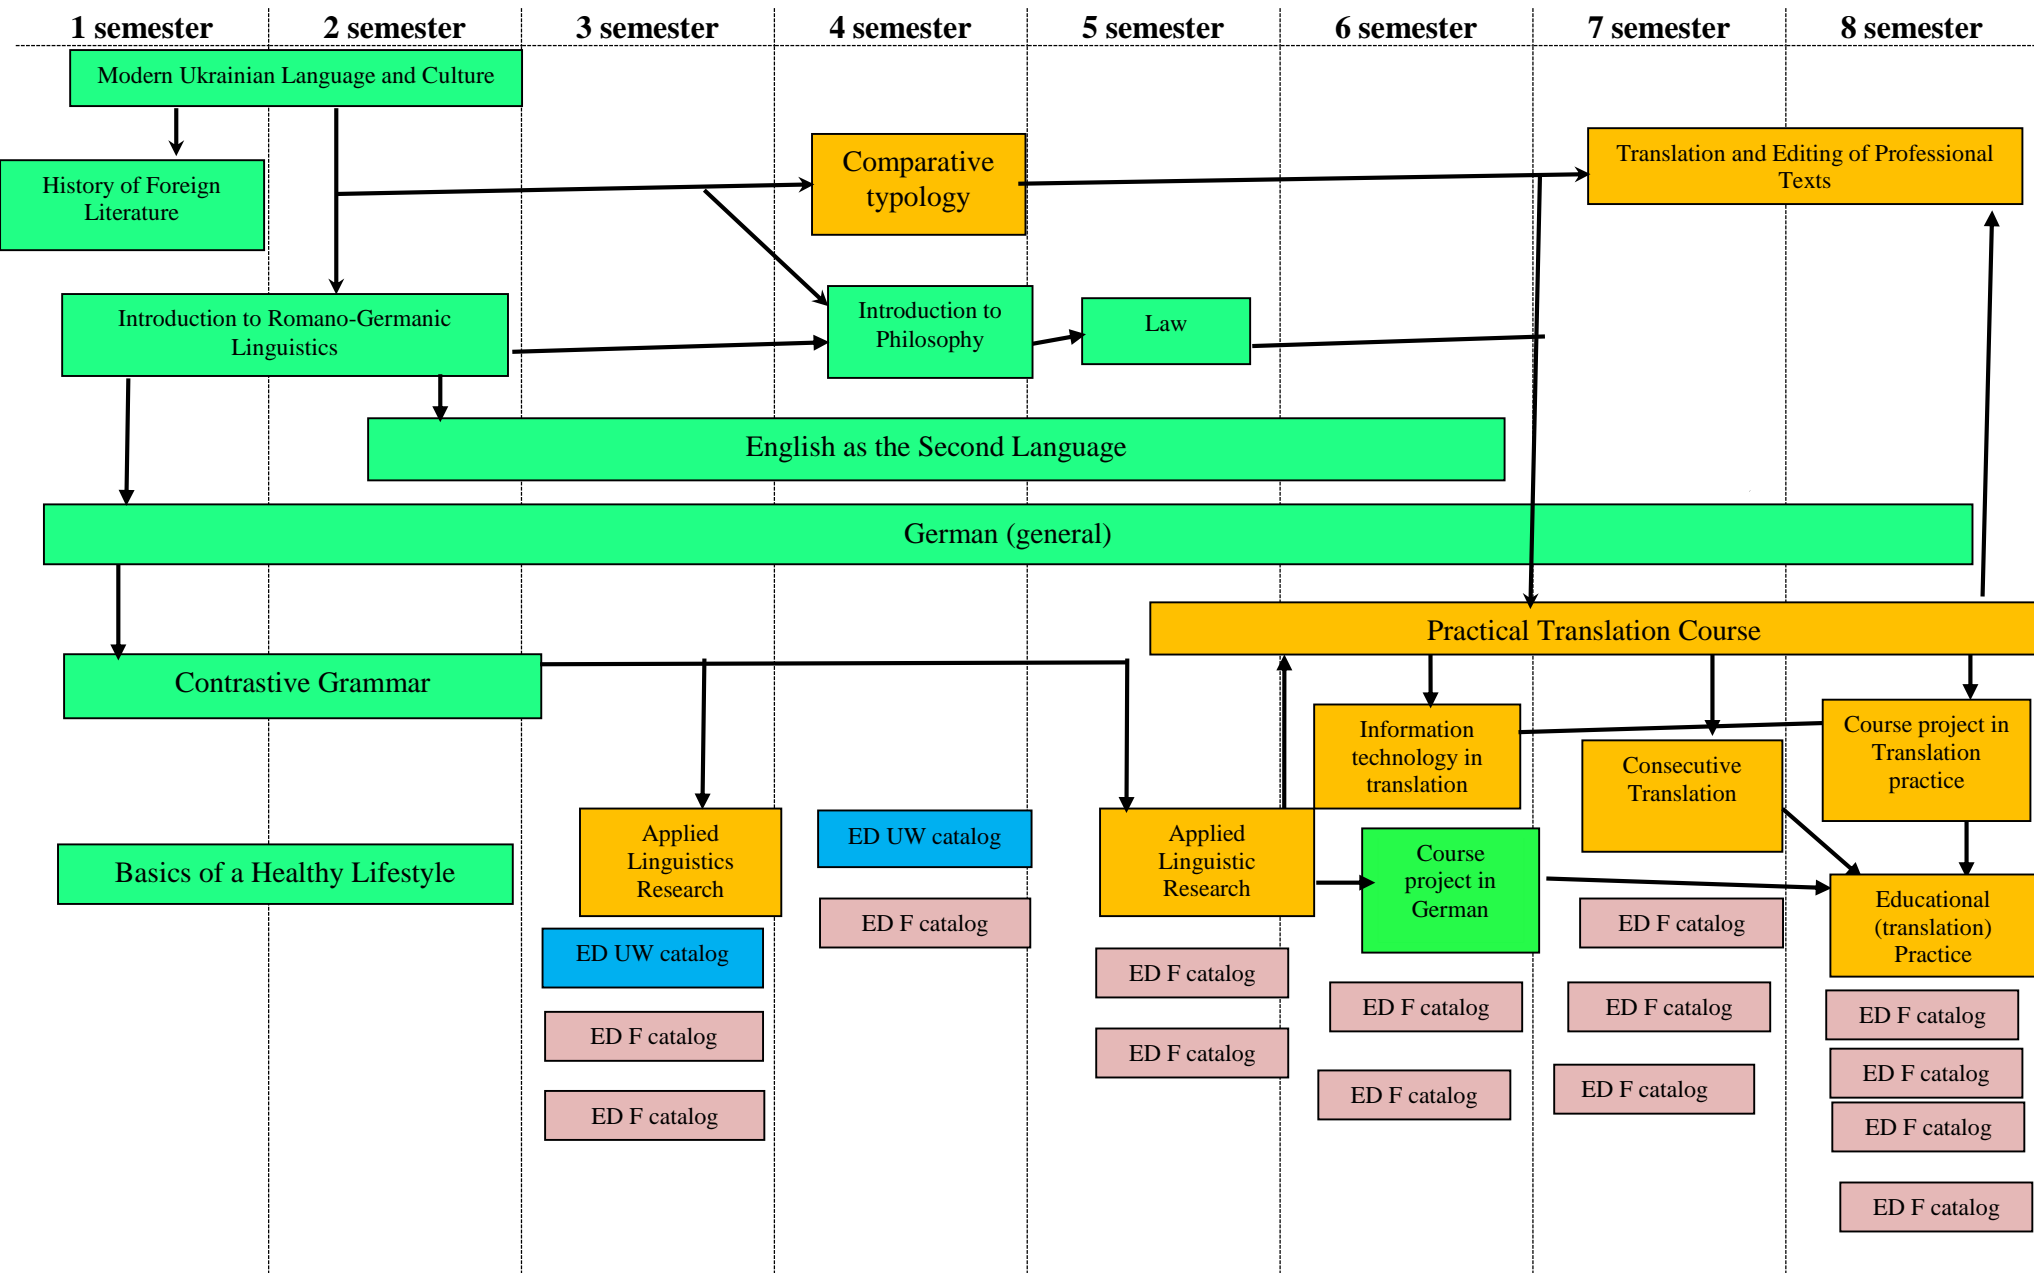 1 semester
2 semester
3 semester
4 semester
5 semester
6 semester
7 semester
8 semester
Modern Ukrainian Language and Culture
History of Foreign
Literature
Comparative
typology
Translation and Editing of Professional
Texts
Introduction to Romano-Germanic
Linguistics
Introduction to
Philosophy
Law
English as the Second Language
German (general)
Practical Translation Course
Contrastive Grammar
Information
technology in
translation
Consecutive
Translation
Course project in
Translation
practice
Basics of a Healthy Lifestyle
Applied
Linguistics
Research
ED UW catalog
Applied
Linguistic
Research
Course
project in
German
Educational
(translation)
Practice
ED UW catalog
ED F catalog
ED F catalog
ED F catalog
ED F catalog
ED F catalog
ED F catalog
ED F catalog
ED F catalog
ED F catalog
ED F catalog
ED F catalog
ED F catalog
ED F catalog
ED F catalog